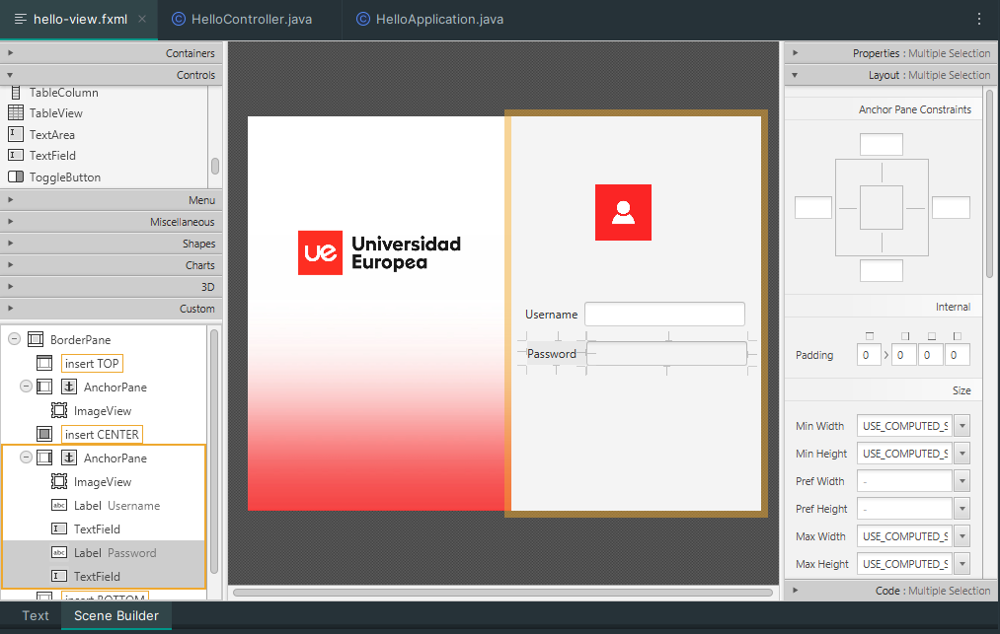 hello-view.fxml
HelloController.java
HelloApplication.java
Containers
Controls
TableColumn
TableView
TextArea
TextField
ToggleButton
Menu
Miscellaneous
Shapes
Charts
3D
Custom
BorderPane
insert TOP
AnchorPane
ImageView
insert CENTER
AnchorPane
ImageView
abc Label Username
TextField
abc Label Password
TextField
insert BOTTOM
ue Universidad
Europea
Username
Password
Properties : Multiple Selection
Layout : Multiple Selection
Anchor Pane Constraints
Internal
Padding 0 0 0 0
Size
Min Width USE_COMPUTED_S
Min Height USE_COMPUTED_S
Pref Width -
Pref Height -
Max Width USE_COMPUTED_S
Max Height USE_COMPUTED_S
Code : Multiple Selection
Text Scene Builder